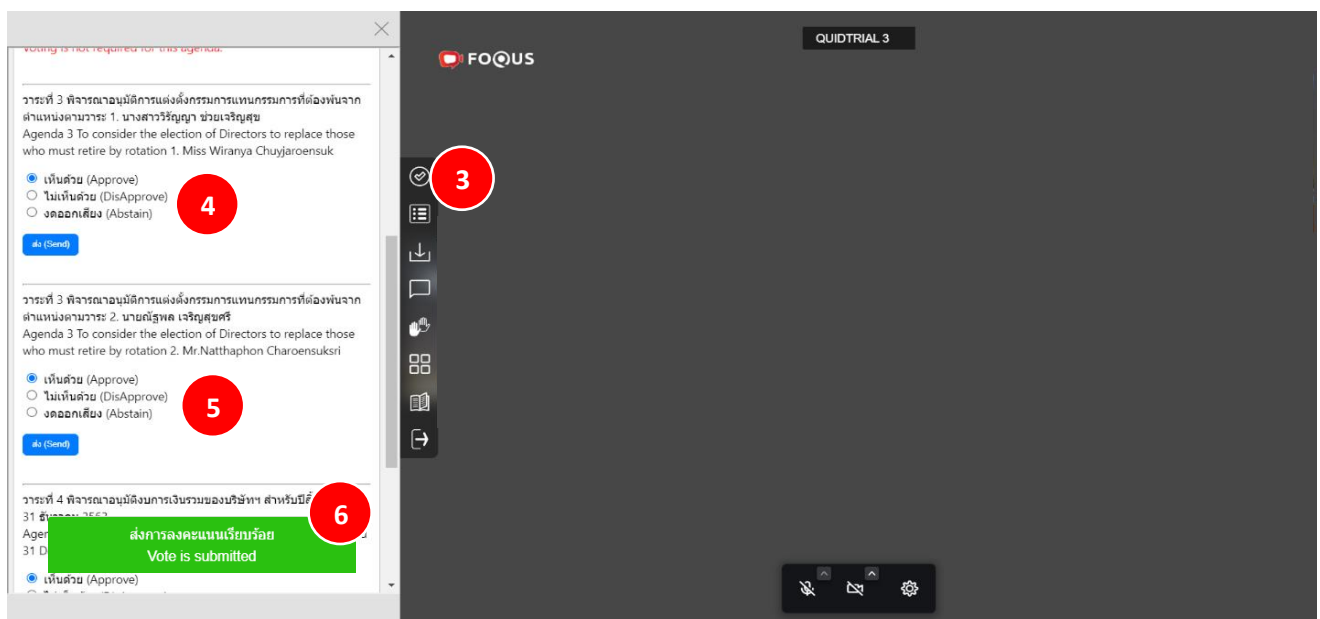 Voting is not required for this agenda.
วาระที่ 3 พิจารณาอนุมัติการแต่งตั้งกรรมการแทนกรรมการที่ต้องพ้นจาก
ตำแหน่งตามวาระ 1. นางสาววิรัญญา ช่วยเจริญสุข
Agenda 3 To consider the election of Directors to replace those
who must retire by rotation 1. Miss Wiranya Chuyjaroensuk
เห็นด้วย (Approve)
ไม่เห็นด้วย (DisApprove)
งดออกเสียง (Abstain)
4
ส่ง (Send)
วาระที่ 3 พิจารณาอนุมัติการแต่งตั้งกรรมการแทนกรรมการที่ต้องพ้นจาก
ตำแหน่งตามวาระ 2. นายณัฐพล เจริญสุขศรี
Agenda 3 To consider the election of Directors to replace those
who must retire by rotation 2. Mr.Natthaphon Charoensuksri
เห็นด้วย (Approve)
ไม่เห็นด้วย (DisApprove)
งดออกเสียง (Abstain)
5
ส่ง (Send)
วาระที่ 4 พิจารณาอนุมัติงบการเงินรวมของบริษัทฯ สำหรับปี
31
6
31 D
ส่งการลงคะแนนเรียบร้อย
Vote is submitted
เห็นด้วย (Approve)
FOQUS
QUIDTRIAL 3
3